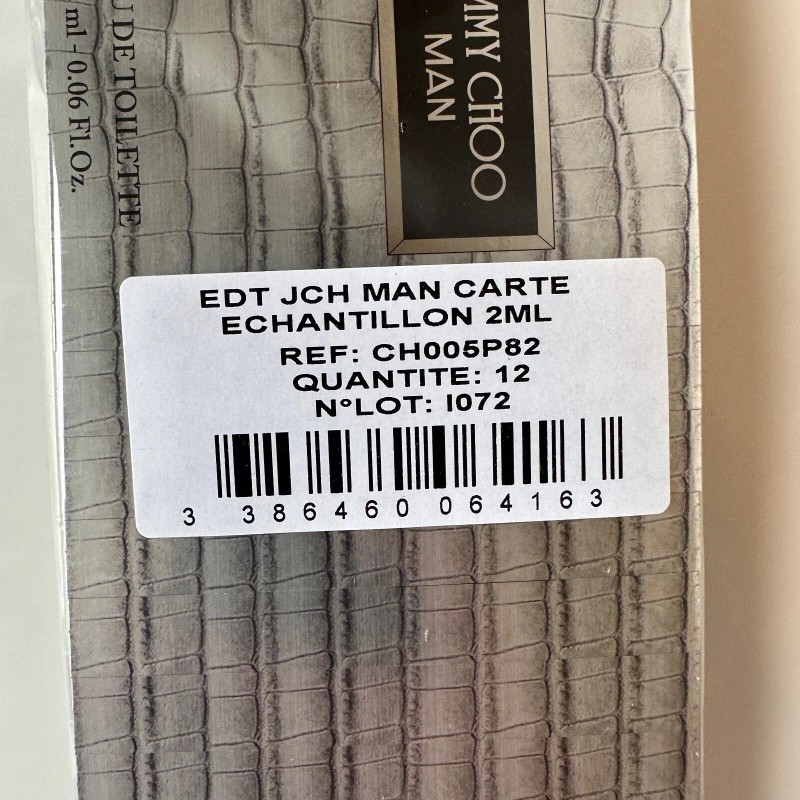 U DE TOILETTE
ml - 0.06 Fl.Oz.
MMY CHOO
MAN
EDT JCH MAN CARTE
ECHANTILLON 2ML
REF: CH005P82
QUANTITE: 12
N°LOT: I072
3 386460 064163